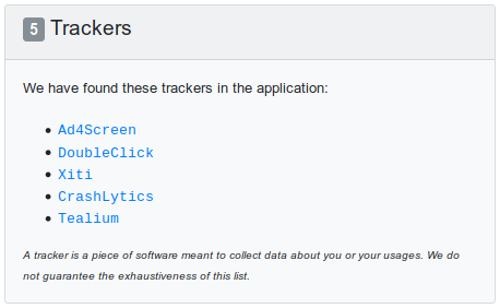 5 Trackers
We have found these trackers in the application:
Ad4Screen
DoubleClick
Xiti
CrashLytics
Tealium
A tracker is a piece of software meant to collect data about you or your usages. We do
not guarantee the exhaustiveness of this list.